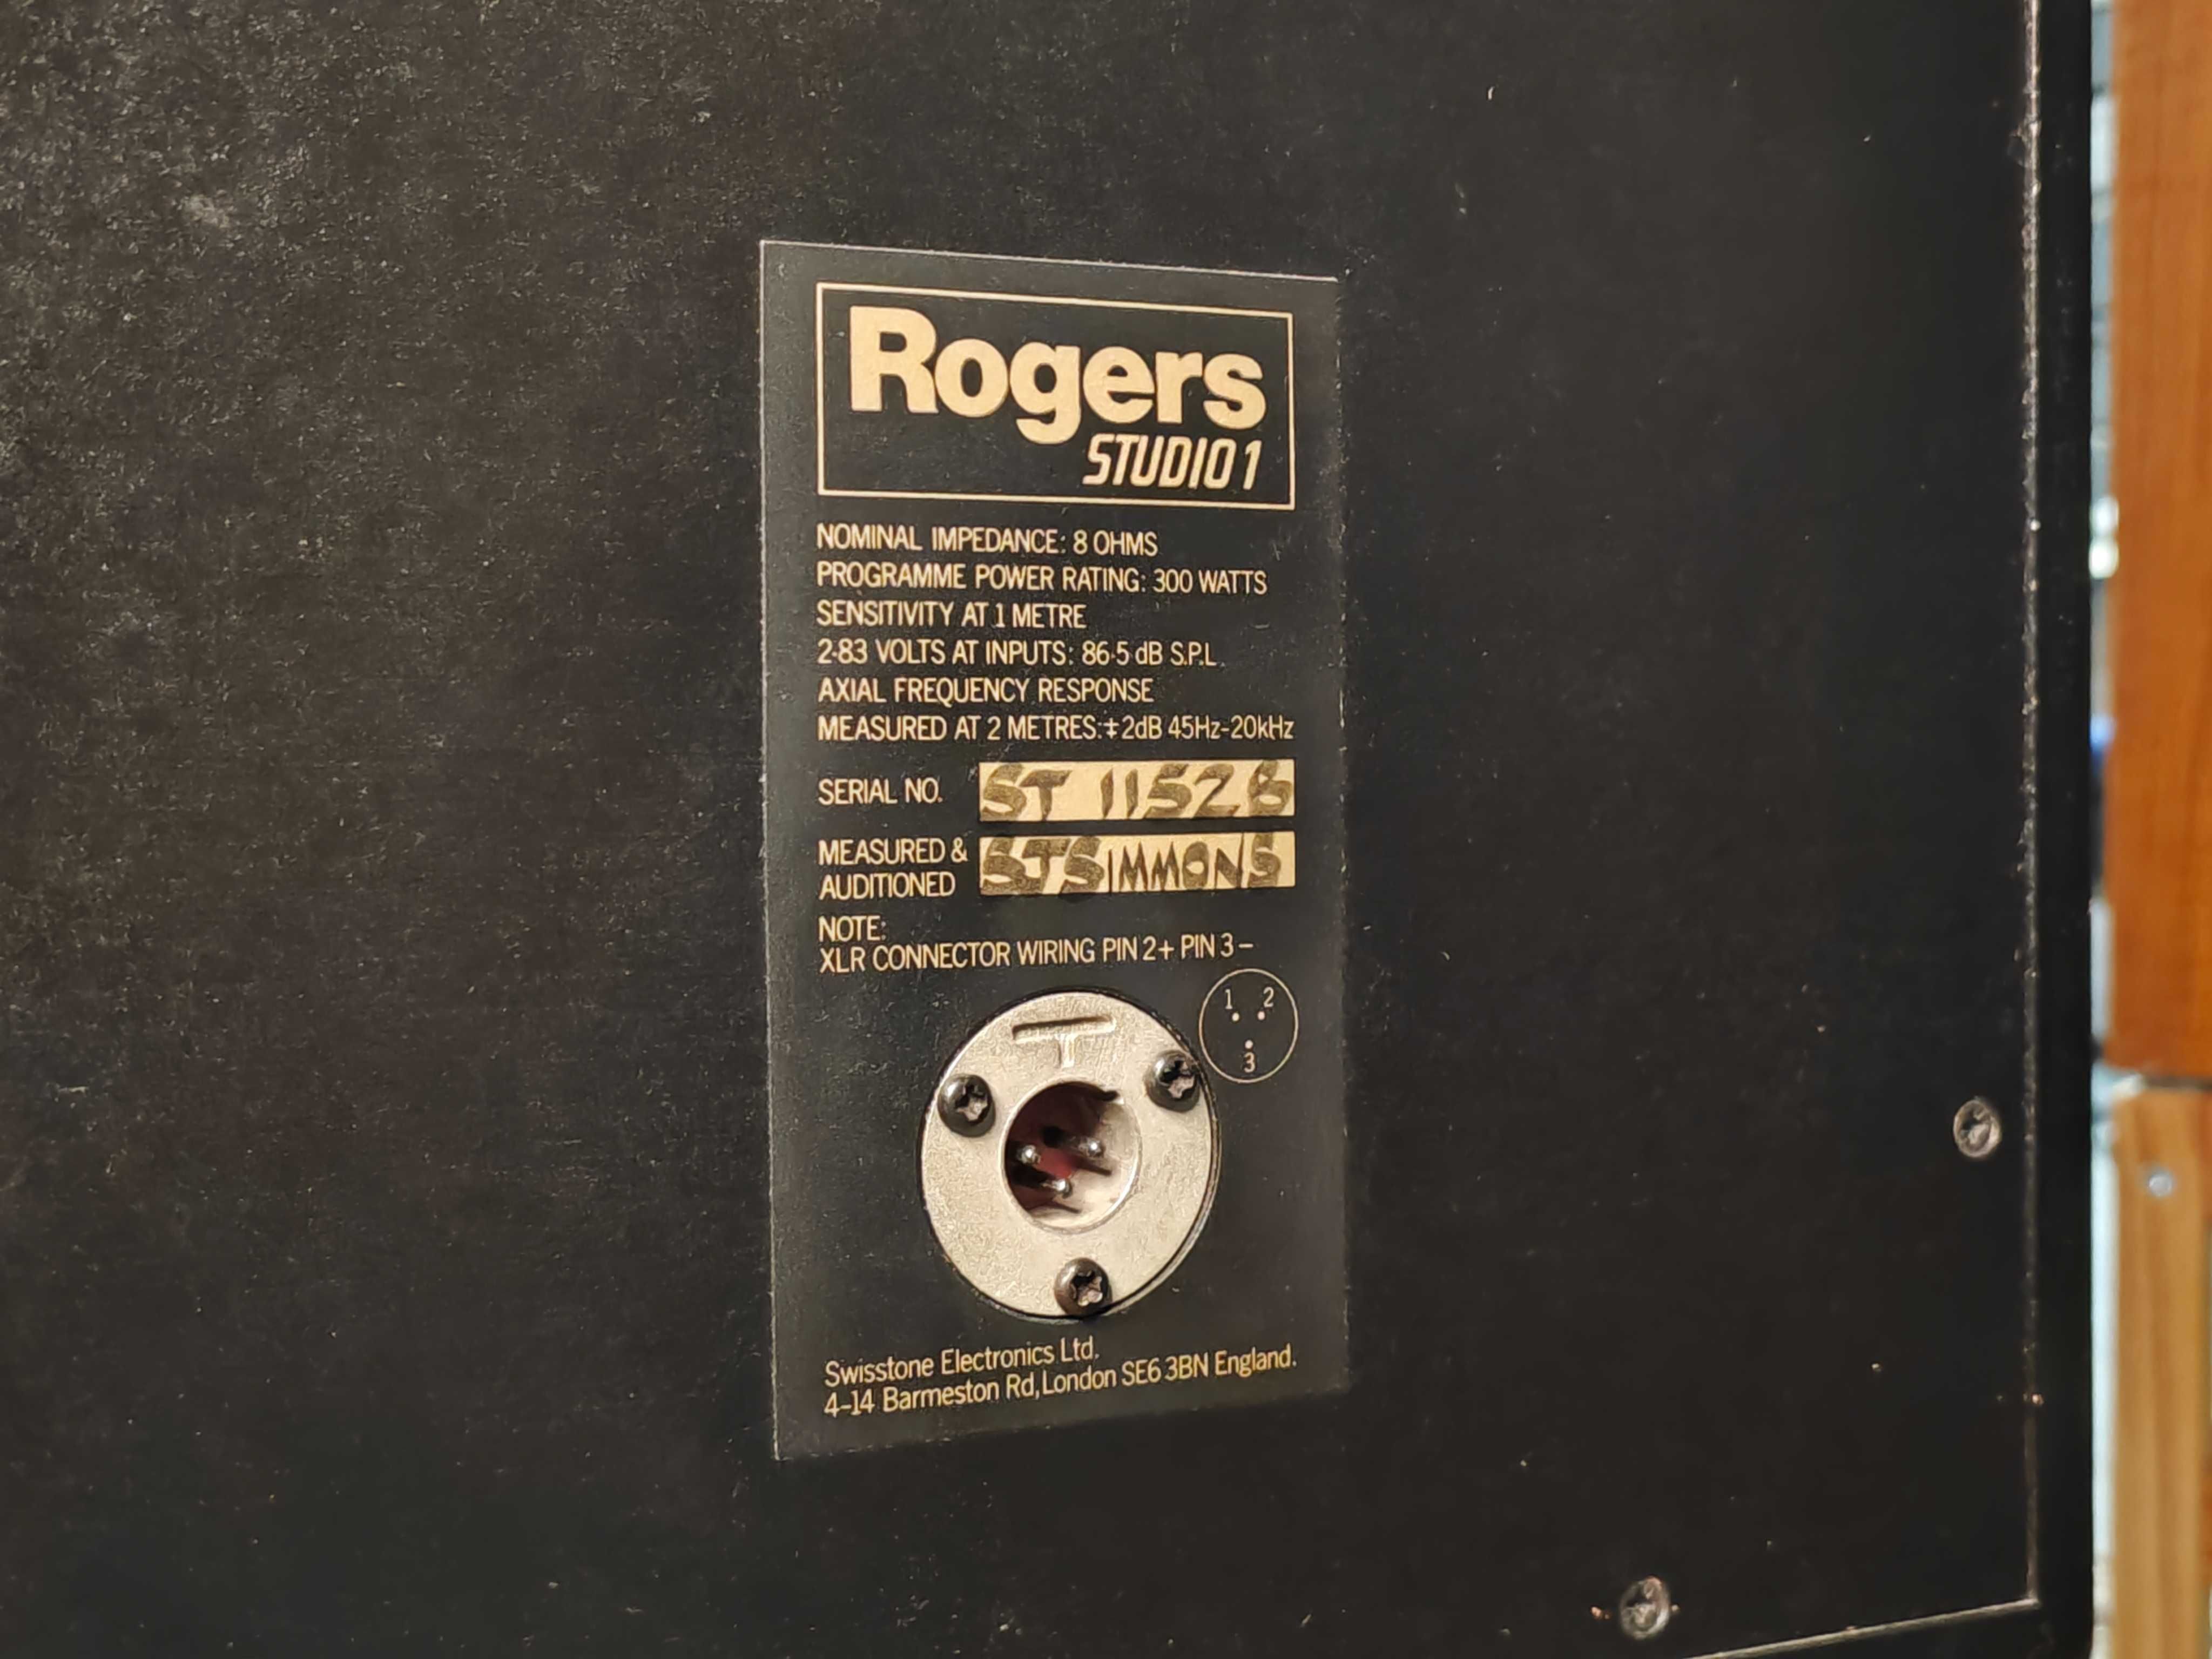 Rogers
STUDIO 1
NOMINAL IMPEDANCE: 8 OHMS
PROGRAMME POWER RATING: 300 WATTS
SENSITIVITY AT 1 METRE
2·83 VOLTS AT INPUTS: 86·5 dB S.P.L.
AXIAL FREQUENCY RESPONSE
MEASURED AT 2 METRES:∓2dB 45Hz-20kHz
SERIAL NO. ST 1152B
MEASURED & AUDITIONED STSIMMONS
NOTE:
XLR CONNECTOR WIRING PIN 2+ PIN 3-
1 2
3
Swisstone Electronics Ltd.
4-14 Barmeston Rd, London SE6 3BN England.